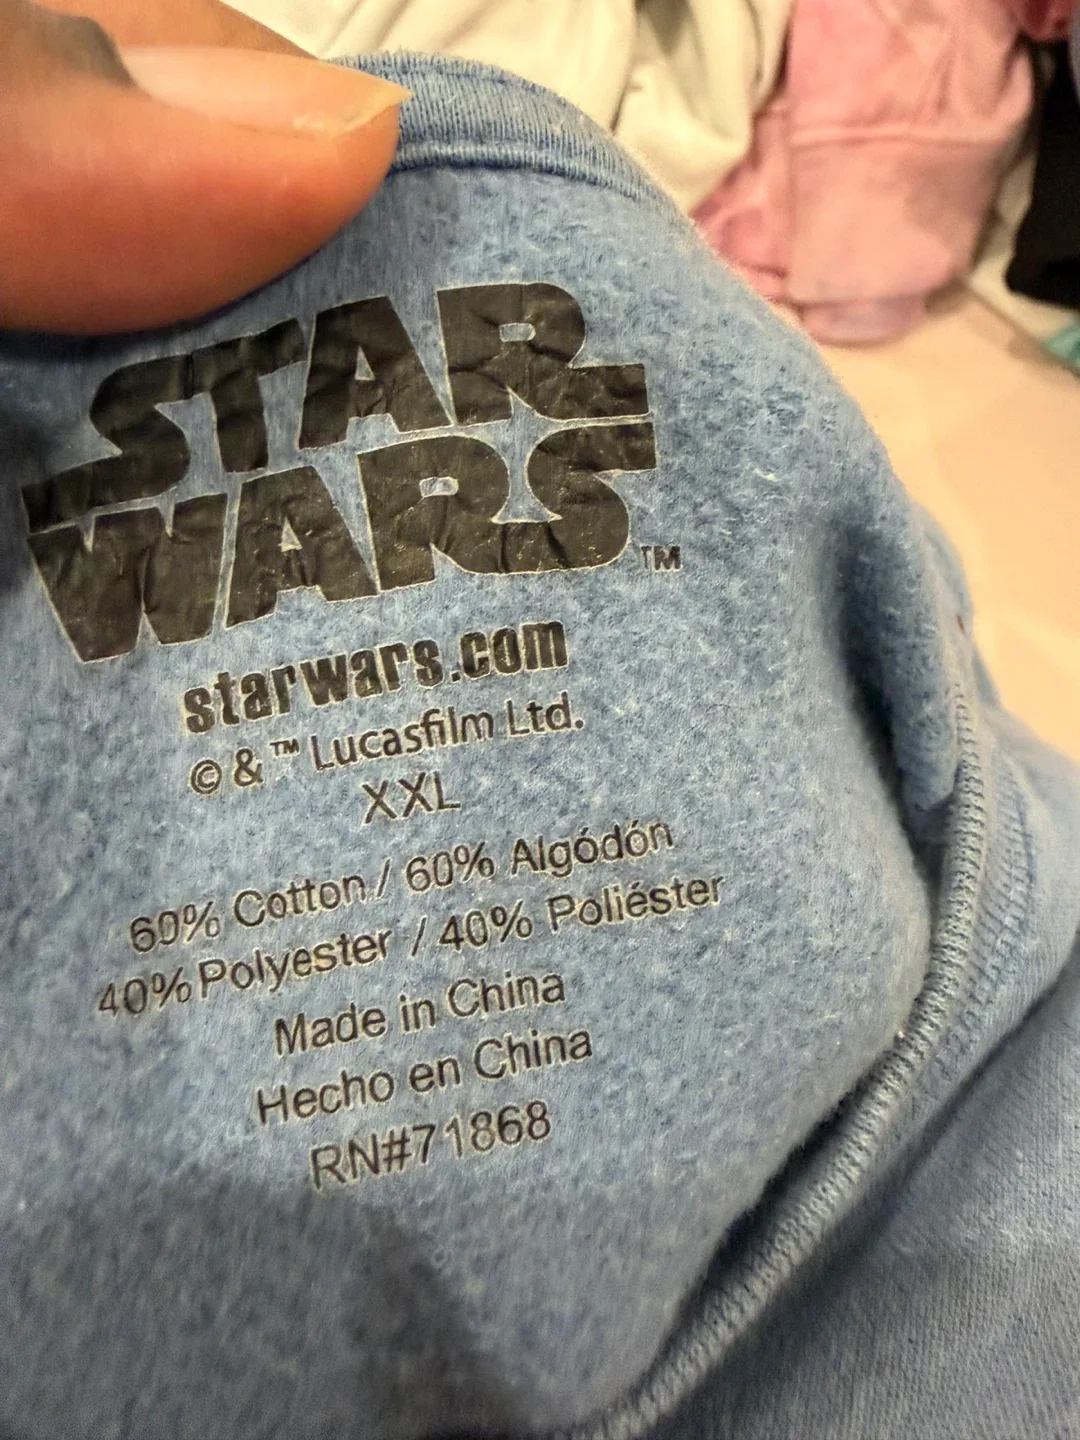 STAR
WARS™
starwars.com
© & ™ Lucasfilm Ltd.
XXL
60% Cotton / 60% Algódón
40% Polyester / 40% Poliéster
Made in China
Hecho en China
RN#71868